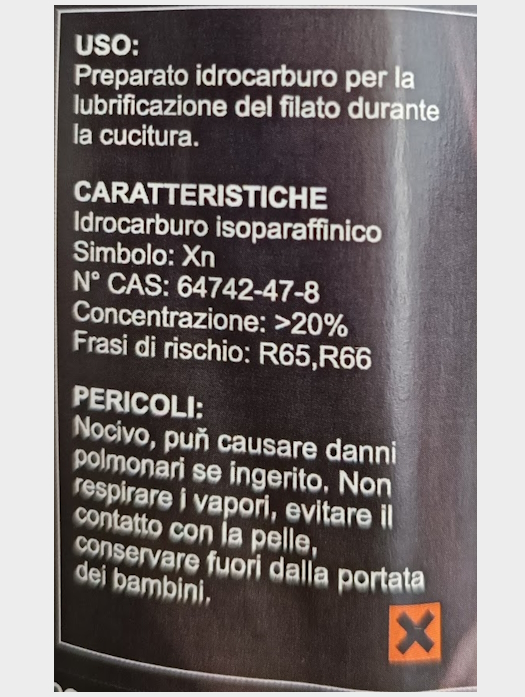 USO:
Preparato idrocarburo per la
lubrificazione del filato durante
la cucitura.
CARATTERISTICHE
Idrocarburo isoparaffinico
Simbolo: Xn
N° CAS: 64742-47-8
Concentrazione: >20%
Frasi di rischio: R65,R66
PERICOLI:
Nocivo, puň causare danni
polmonari se ingerito. Non
respirare i vapori, evitare il
contatto con la pelle,
conservare fuori dalla portata
dei bambini.